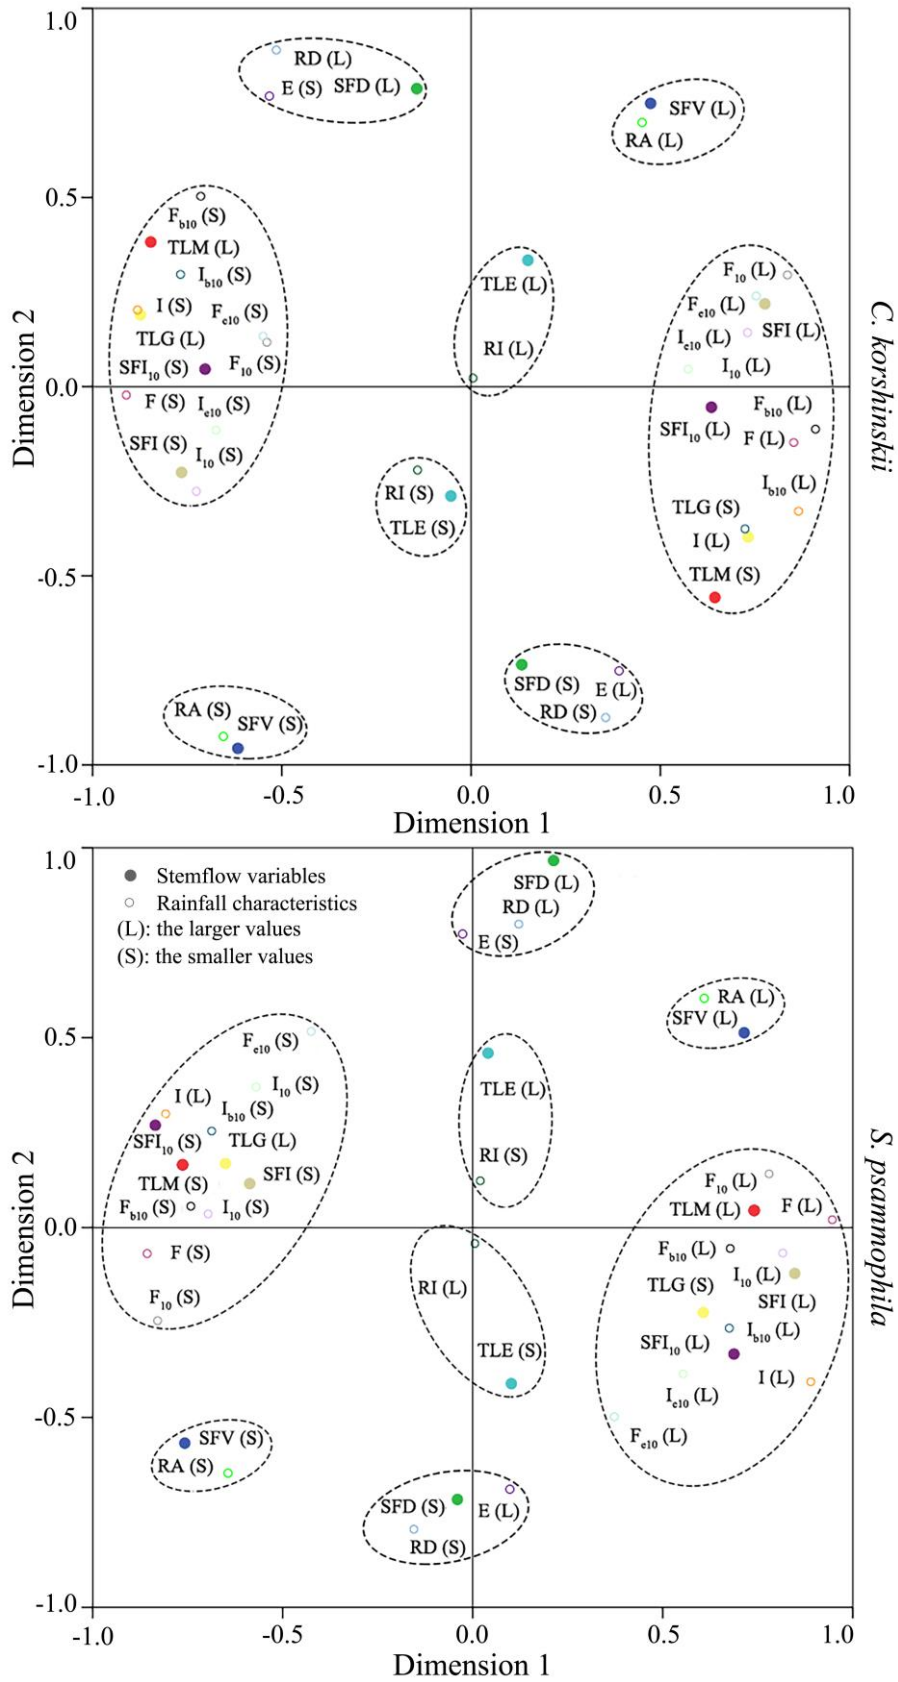 1.0
RD (L)
E (S) SFD (L)
SFV (L)
RA (L)
0.5
Fb10 (S)
TLM (L)
Ib10 (S)
I (S) Fe10 (S)
TLG (L)
SFI10 (S) F10 (S)
TLE (L)
RI (L)
F10 (L)
Fe10 (L)
SFI (L)
Ie10 (L)
I10 (L)
0.0
F (S) Ie10 (S)
SFI (S)
I10 (S)
Fb10 (L)
SFI10 (L) F (L)
Ib10 (L)
RI (S)
TLE (S)
TLG (S)
I (L)
TLM (S)
-0.5
SFD (S) E (L)
RD (S)
RA (S)
SFV (S)
-1.0
-1.0 -0.5 0.0 0.5 1.0
Dimension 1
Dimension 2
C. korshinskii
1.0
Stemflow variables
Rainfall characteristics
(L): the larger values
(S): the smaller values
SFD (L)
RD (L)
E (S)
RA (L)
SFV (L)
0.5
Fe10 (S)
I10 (S)
I (L)
Ib10 (S)
SFI10 (S) TLG (L)
TLM (S) SFI (S)
Fb10 (S) I10 (S)
TLE (L)
RI (S)
F10 (L)
TLM (L) F (L)
0.0
F (S)
F10 (S)
RI (L)
TLE (S)
Fb10 (L)
I10 (L)
TLG (S)
SFI (L)
Ib10 (L)
SFI10 (L)
I (L)
Ie10 (L)
Fe10 (L)
-0.5
SFV (S)
RA (S)
SFD (S) E (L)
RD (S)
-1.0
-1.0 -0.5 0.0 0.5 1.0
Dimension 1
Dimension 2
S. psammophila